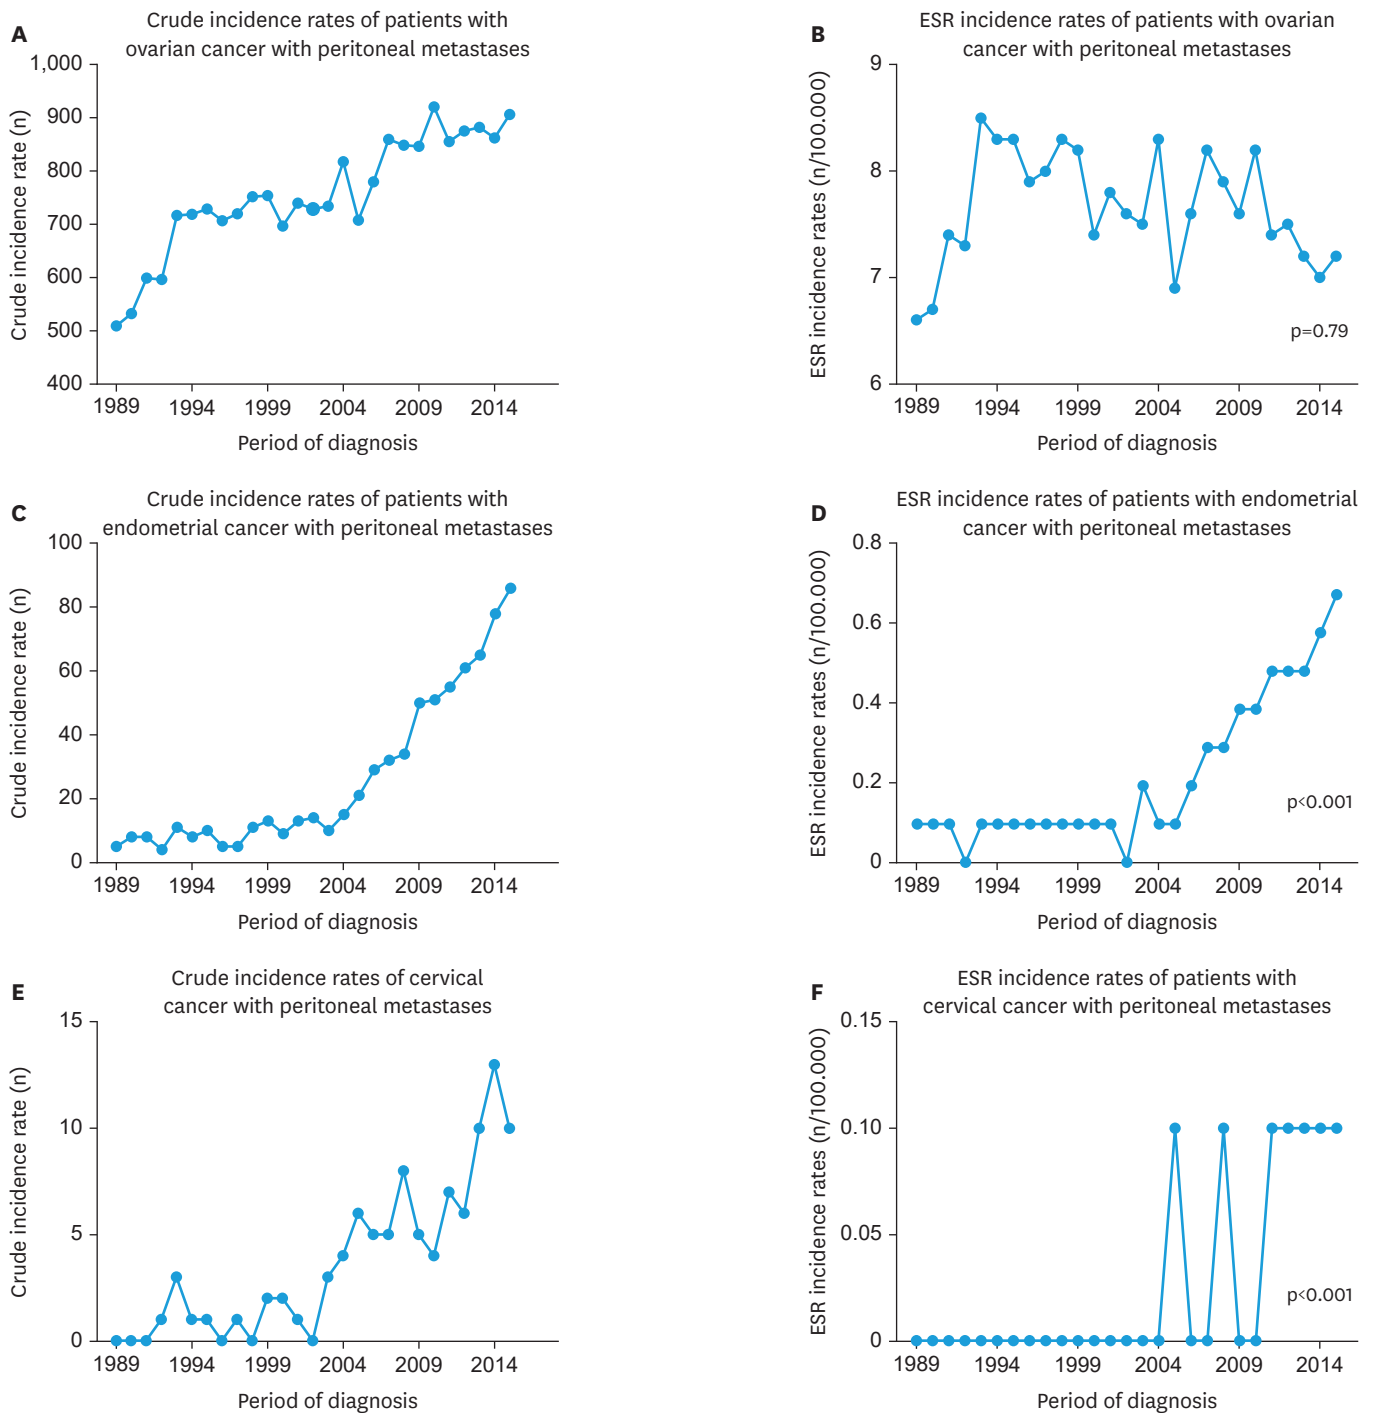 A
Crude incidence rates of patients with
ovarian cancer with peritoneal metastases
Crude incidence rate (n)
1,000
900
800
700
600
500
400
1989 1994 1999 2004 2009 2014
Period of diagnosis
B
ESR incidence rates of patients with ovarian
cancer with peritoneal metastases
ESR incidence rates (n/100.000)
9
8
7
6
p=0.79
1989 1994 1999 2004 2009 2014
Period of diagnosis
C
Crude incidence rates of patients with
endometrial cancer with peritoneal metastases
Crude incidence rate (n)
100
80
60
40
20
0
1989 1994 1999 2004 2009 2014
Period of diagnosis
D
ESR incidence rates of patients with endometrial
cancer with peritoneal metastases
ESR incidence rates (n/100.000)
0.8
0.6
0.4
0.2
0
p<0.001
1989 1994 1999 2004 2009 2014
Period of diagnosis
E
Crude incidence rates of cervical
cancer with peritoneal metastases
Crude incidence rate (n)
15
10
5
0
1989 1994 1999 2004 2009 2014
Period of diagnosis
F
ESR incidence rates of patients with
cervical cancer with peritoneal metastases
ESR incidence rates (n/100.000)
0.15
0.10
0.05
0
p<0.001
1989 1994 1999 2004 2009 2014
Period of diagnosis